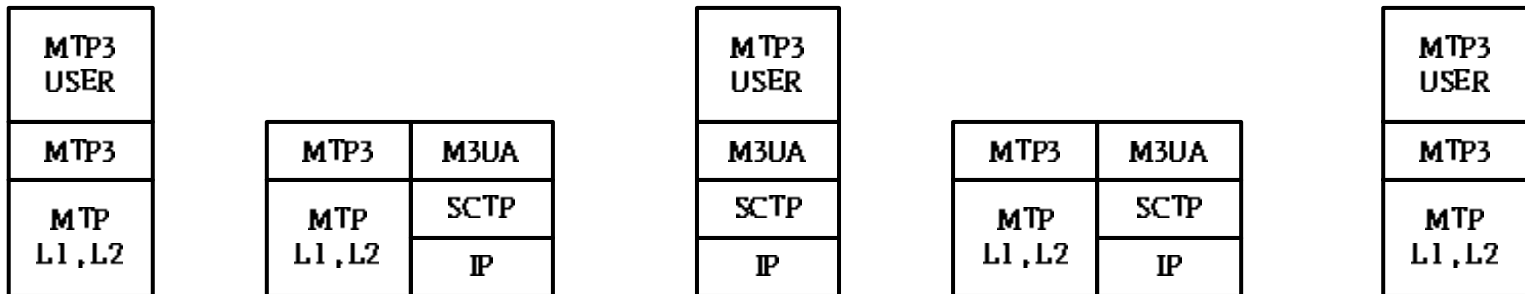 MTP3
USER
MTP3
MTP
L1,L2
MTP3
M3UA
MTP
L1,L2
SCTP
IP
MTP3
USER
M3UA
SCTP
IP
MTP3
M3UA
MTP
L1,L2
SCTP
IP
MTP3
USER
MTP3
MTP
L1,L2